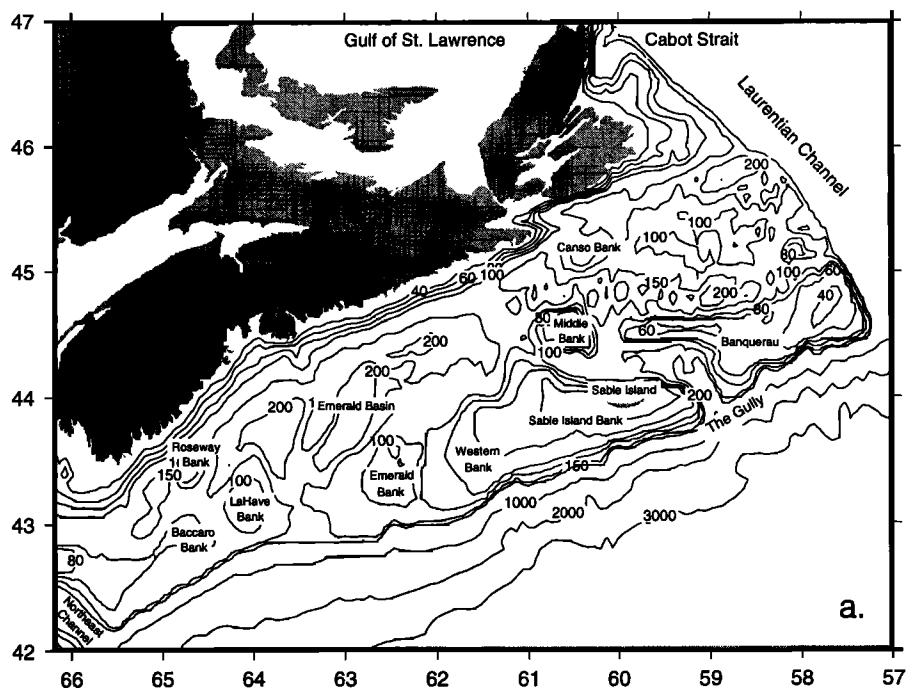 47
Gulf of St. Lawrence
Cabot Strait
Laurentian Channel
46
200
100
100
Canso Bank
80
100
60
45
60
100
40
150
200
80
40
80
Middle
Bank
60
Banquerau
100
200
200
44
Sable Island
200
The Gully
200
Emerald Basin
Sable Island Bank
Roseway
Bank
100
Western
Bank
150
150
100
Emerald
Bank
LaHave
Bank
1000
2000
3000
43
Baccaro
Bank
80
Northeast
Channel
a.
42
66
65
64
63
62
61
60
59
58
57